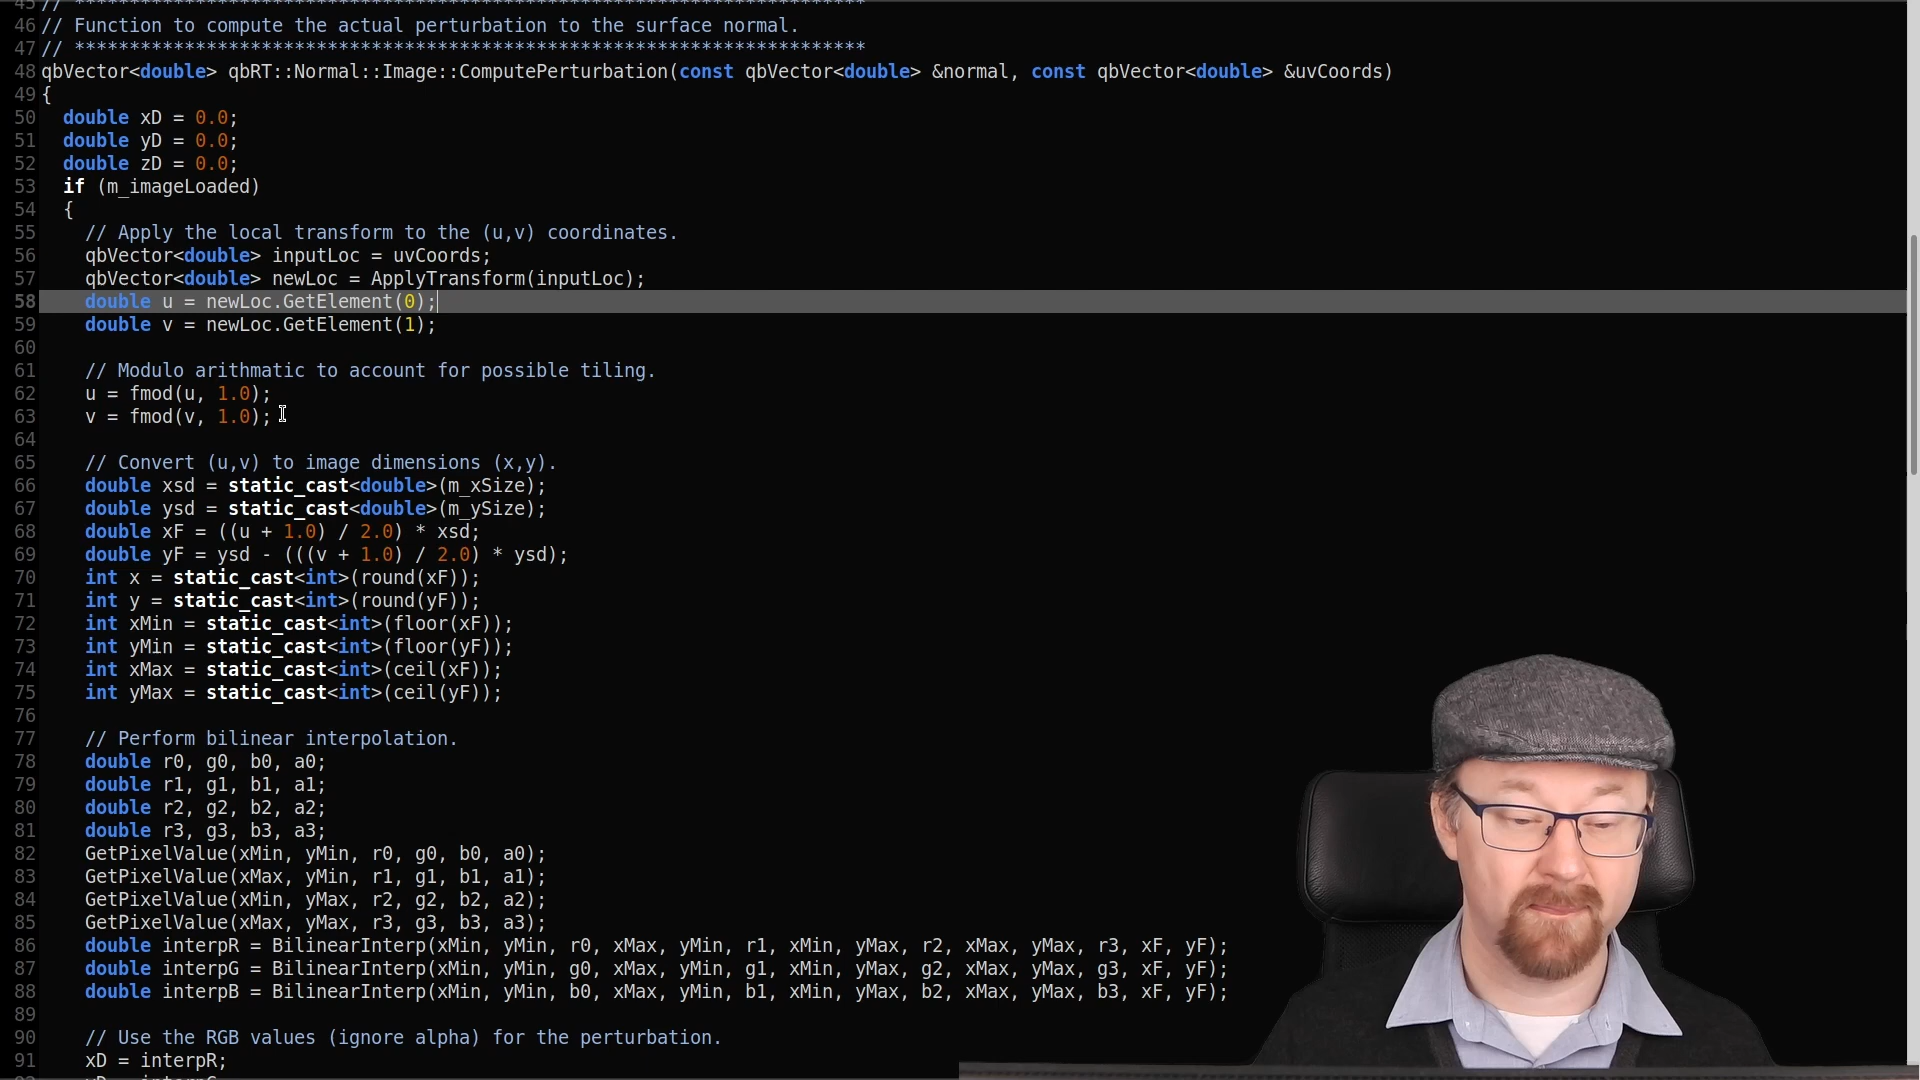 45 // ************************************************************************
46 // Function to compute the actual perturbation to the surface normal.
47 // ************************************************************************
48 qbVector<double> qbRT::Normal::Image::ComputePerturbation(const qbVector<double> &normal, const qbVector<double> &uvCoords)
49 {
50   double xD = 0.0;
51   double yD = 0.0;
52   double zD = 0.0;
53   if (m_imageLoaded)
54   {
55     // Apply the local transform to the (u,v) coordinates.
56     qbVector<double> inputLoc = uvCoords;
57     qbVector<double> newLoc = ApplyTransform(inputLoc);
58     double u = newLoc.GetElement(0);
59     double v = newLoc.GetElement(1);
60
61     // Modulo arithmatic to account for possible tiling.
62     u = fmod(u, 1.0);
63     v = fmod(v, 1.0);
64
65     // Convert (u,v) to image dimensions (x,y).
66     double xsd = static_cast<double>(m_xSize);
67     double ysd = static_cast<double>(m_ySize);
68     double xF = ((u + 1.0) / 2.0) * xsd;
69     double yF = ysd - (((v + 1.0) / 2.0) * ysd);
70     int x = static_cast<int>(round(xF));
71     int y = static_cast<int>(round(yF));
72     int xMin = static_cast<int>(floor(xF));
73     int yMin = static_cast<int>(floor(yF));
74     int xMax = static_cast<int>(ceil(xF));
75     int yMax = static_cast<int>(ceil(yF));
76
77     // Perform bilinear interpolation.
78     double r0, g0, b0, a0;
79     double r1, g1, b1, a1;
80     double r2, g2, b2, a2;
81     double r3, g3, b3, a3;
82     GetPixelValue(xMin, yMin, r0, g0, b0, a0);
83     GetPixelValue(xMax, yMin, r1, g1, b1, a1);
84     GetPixelValue(xMin, yMax, r2, g2, b2, a2);
85     GetPixelValue(xMax, yMax, r3, g3, b3, a3);
86     double interpR = BilinearInterp(xMin, yMin, r0, xMax, yMin, r1, xMin, yMax, r2, xMax, yMax, r3, xF, yF);
87     double interpG = BilinearInterp(xMin, yMin, g0, xMax, yMin, g1, xMin, yMax, g2, xMax, yMax, g3, xF, yF);
88     double interpB = BilinearInterp(xMin, yMin, b0, xMax, yMin, b1, xMin, yMax, b2, xMax, yMax, b3, xF, yF);
89
90     // Use the RGB values (ignore alpha) for the perturbation.
91     xD = interpR;